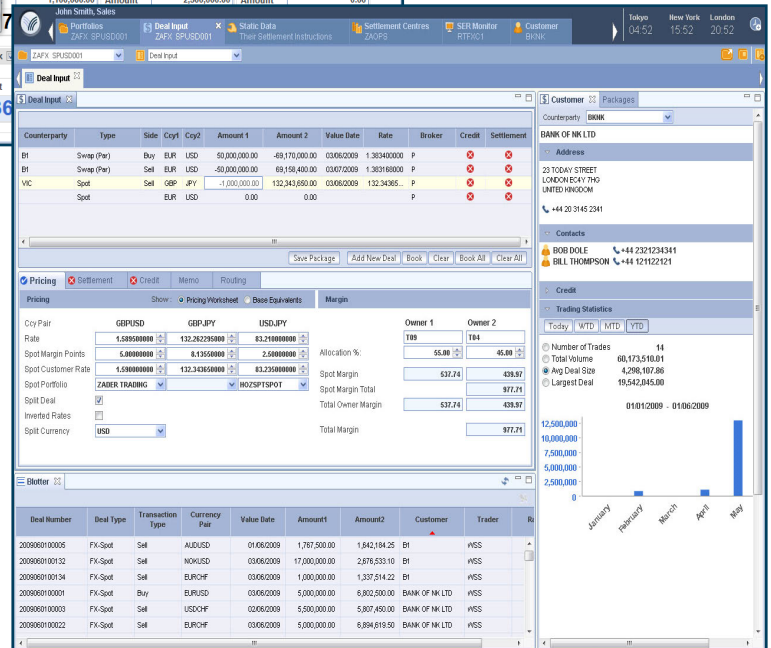 1,100,000.00 Amount 2,300,000.00 Amount 0.00
John Smith, Sales
Portfolios
ZAFX SPUSD001
Deal Input X
ZAFX SPUSD001
Static Data
Their Settlement Instructions
Settlement Centres
ZAOPS
SER Monitor
RTFXC1
Customer
BKNK
Tokyo New York London
04:52 15:52 20:52
ZAFX SPUSD001 Deal Input
Deal Input
Deal Input
Counterparty Type Side Ccy1 Ccy2 Amount 1 Amount 2 Value Date Rate Broker Credit Settlement
B1 Swap (Par) Buy EUR USD 50,000,000.00 -69,170,000.00 03/06/2009 1.383400000 P
B1 Swap (Par) Sell EUR USD -50,000,000.00 69,158,400.00 03/07/2009 1.383168000 P
VIC Spot Sell GBP JPY -1,000,000.00 132,343,650.00 03/06/2009 132.34365... P
Spot EUR USD 0.00 0.00 P
Save Package Add New Deal Book Clear Book All Clear All
Pricing Settlement Credit Memo Routing
Pricing Show: Pricing Worksheet Base Equivalents Margin
Ccy Pair GBPUSD GBPJPY USDJPY Owner 1 Owner 2
Rate 1.589500000 132.262295000 83.210000000 T09 T04
Spot Margin Points 5.00000000 8.13550000 2.50000000 Allocation %: 55.00 45.00
Spot Customer Rate 1.590000000 132.343650000 83.235000000 Spot Margin 537.74 439.97
Spot Portfolio ZADER TRADING HOZSPTSPOT Spot Margin Total 977.71
Split Deal Total Owner Margin 537.74 439.97
Inverted Rates
Split Currency USD Total Margin 977.71
Blotter
Deal Number Deal Type Transaction Type Currency Pair Value Date Amount1 Amount2 Customer Trader
2009060100005 FX-Spot Sell AUDUSD 01/06/2009 1,767,500.00 1,642,184.25 B1 WSS
2009060100132 FX-Spot Sell NOKUSD 03/06/2009 17,000,000.00 2,676,533.10 B1 WSS
2009060100134 FX-Spot Sell EURCHF 03/06/2009 1,000,000.00 1,337,514.22 B1 WSS
2009060100001 FX-Spot Buy EURUSD 03/06/2009 5,000,000.00 6,802,500.00 BANK OF NK LTD WSS
2009060100003 FX-Spot Sell USDCHF 02/06/2009 5,500,000.00 5,807,450.00 BANK OF NK LTD WSS
2009060100022 FX-Spot Sell EURCHF 03/06/2009 5,000,000.00 6,894,619.50 BANK OF NK LTD WSS
Customer Packages
Counterparty BKNK
BANK OF NK LTD
Address
23 TODAY STREET
LONDON EC4Y 7HG
UNITED KINGDOM
+44 20 3145 2341
Contacts
BOB DOLE +44 2321234341
BILL THOMPSON +44 121122121
Credit
Trading Statistics
Today WTD MTD YTD
Number of Trades 14
Total Volume 60,173,510.01
Avg Deal Size 4,298,107.86
Largest Deal 19,542,045.00
01/01/2009 - 01/06/2009
12,500,000
10,000,000
7,500,000
5,000,000
2,500,000
0
January February March April May